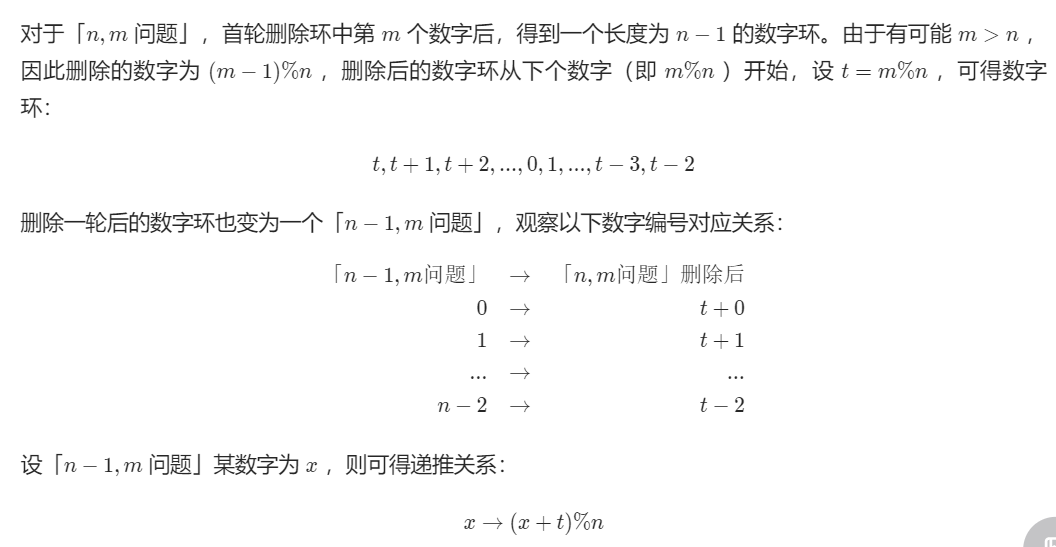 对于「n, m 问题」，首轮删除环中第 m 个数字后，得到一个长度为 n − 1 的数字环。由于有可能 m > n，
因此删除的数字为 (m − 1)%n，删除后的数字环从下个数字（即 m%n ）开始，设 t = m%n，可得数字
环：
t, t + 1, t + 2, ..., 0, 1, ..., t − 3, t − 2
删除一轮后的数字环也变为一个「n − 1, m 问题」，观察以下数字编号对应关系：
「n − 1, m问题」 → 「n, m问题」删除后
0 → t + 0
1 → t + 1
... → ...
n − 2 → t − 2
设「n − 1, m 问题」某数字为 x，则可得递推关系：
x → (x + t)%n